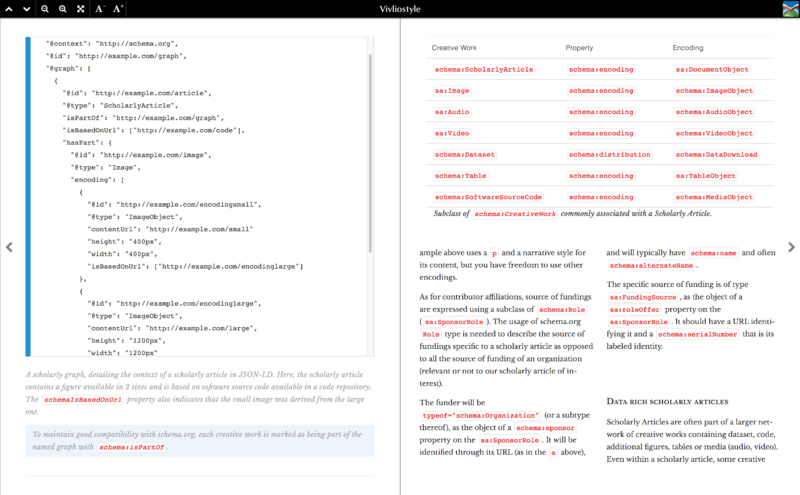 A- A+ Vivliostyle
"@context": "http://schema.org",
"@id": "http://example.com/graph",
"@graph": [
{
"@id": "http://example.com/article",
"@type": "ScholarlyArticle",
"isPartOf": "http://example.com/graph",
"isBasedOnUrl": ["http://example.com/code"],
"hasPart": {
"@id": "http://example.com/image",
"@type": "Image",
"encoding": [
{
"@id": "http://example.com/encodingsmall",
"@type": "ImageObject",
"contentUrl": "http://example.com/small"
"height": "400px",
"width": "400px",
"isBasedOnUrl": ["http://example.com/encodinglarge"]
},
{
"@id": "http://example.com/encodinglarge",
"@type": "ImageObject",
"contentUrl": "http://example.com/large",
"height": "1200px",
"width": "1200px"
A scholarly graph, detailing the context of a scholarly article in JSON-LD. Here, the scholarly article
contains a figure available in 2 sizes and is based on software source code available in a code repository.
The schemaIsBasedOnUrl property also indicates that the small image was derived from the large
one.
To maintain good compatibility with schema.org, each creative work is marked as being part of the
named graph with schema:isPartOf .
Creative Work Property Encoding
schema:ScholarlyArticle schema:encoding sa:DocumentObject
sa:Image schema:encoding schema:ImageObject
sa:Audio schema:encoding schema:AudioObject
sa:Video schema:encoding schema:VideoObject
schema:Dataset schema:distribution schema:DataDownload
schema:Table schema:encoding sa:TableObject
schema:SoftwareSourceCode schema:encoding schema:MediaObject
Subclass of schema:CreativeWork commonly associated with a Scholarly Article.
ample above uses a p and a narrative style for
its content, but you have freedom to use other
encodings.
As for contributor affiliations, source of fundings
are expressed using a subclass of schema:Role
( sa:SponsorRole ). The usage of schema.org
Role type is needed to describe the source of
fundings specific to a scholarly article as opposed
to all the source of funding of an organization
(relevant or not to our scholarly article of in-
terest).
The funder will be
typeof="schema:Organization" (or a subtype
thereof), as the object of a schema:sponsor
property on the sa:SponsorRole . It will be
identified through its URL (as in the a above),
and will typically have schema:name and often
schema:alternateName .
The specific source of funding is of type
sa:FundingSource , as the object of a
sa:roleOffer property on the
sa:SponsorRole . It should have a URL identi-
fying it and a schema:serialNumber that is its
labeled identity.
Data rich scholarly articles
Scholarly Articles are often part of a larger net-
work of creative works containing dataset, code,
additional figures, tables or media (audio, video).
Even within a scholarly article, some creative